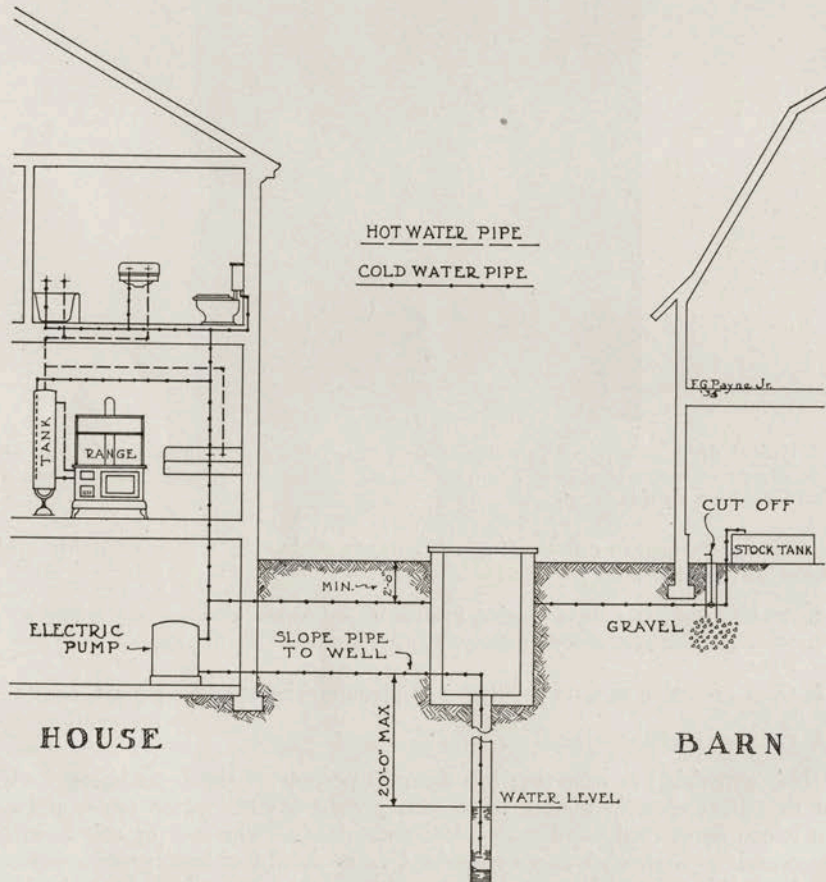 HOT WATER PIPE
COLD WATER PIPE
F.G. Payne Jr.
TANK
RANGE
CUT OFF
STOCK TANK
MIN.
2'-0"
GRAVEL
ELECTRIC
PUMP
SLOPE PIPE
TO WELL
20'-0" MAX
HOUSE
BARN
WATER LEVEL